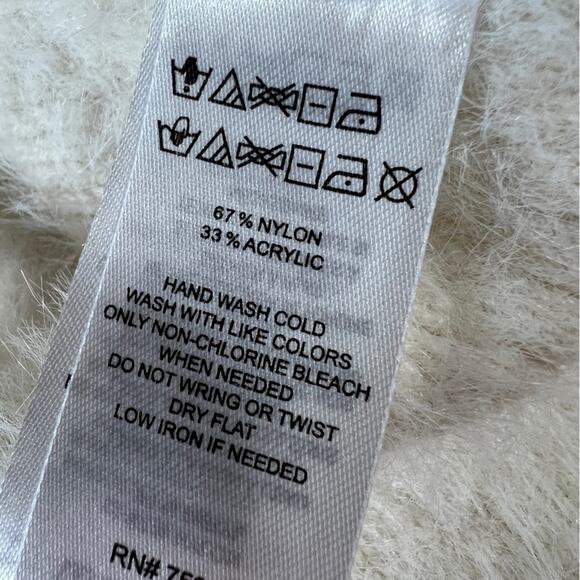 67 % NYLON
33 % ACRYLIC
HAND WASH COLD
WASH WITH LIKE COLORS
ONLY NON-CHLORINE BLEACH
WHEN NEEDED
DO NOT WRING OR TWIST
DRY FLAT
LOW IRON IF NEEDED
RN#